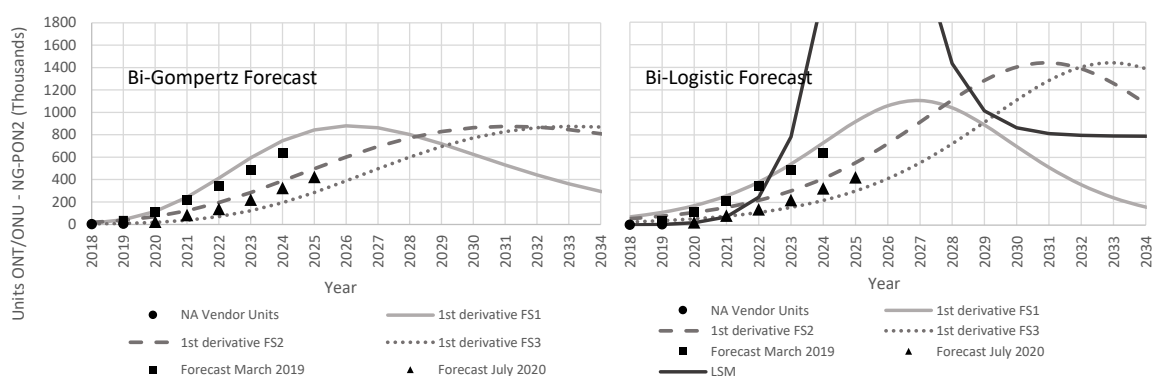 Units ONT/ONU - NG-PON2 (Thousands)
1800
1600
1400
1200
1000
800
600
400
200
0
Bi-Gompertz Forecast
2018 2019 2020 2021 2022 2023 2024 2025 2026 2027 2028 2029 2030 2031 2032 2033 2034
Year
NA Vendor Units 1st derivative FS1
1st derivative FS2 1st derivative FS3
Forecast March 2019 Forecast July 2020
Bi-Logistic Forecast
2018 2019 2020 2021 2022 2023 2024 2025 2026 2027 2028 2029 2030 2031 2032 2033 2034
Year
NA Vendor Units 1st derivative FS1
1st derivative FS2 1st derivative FS3
Forecast March 2019 Forecast July 2020
LSM